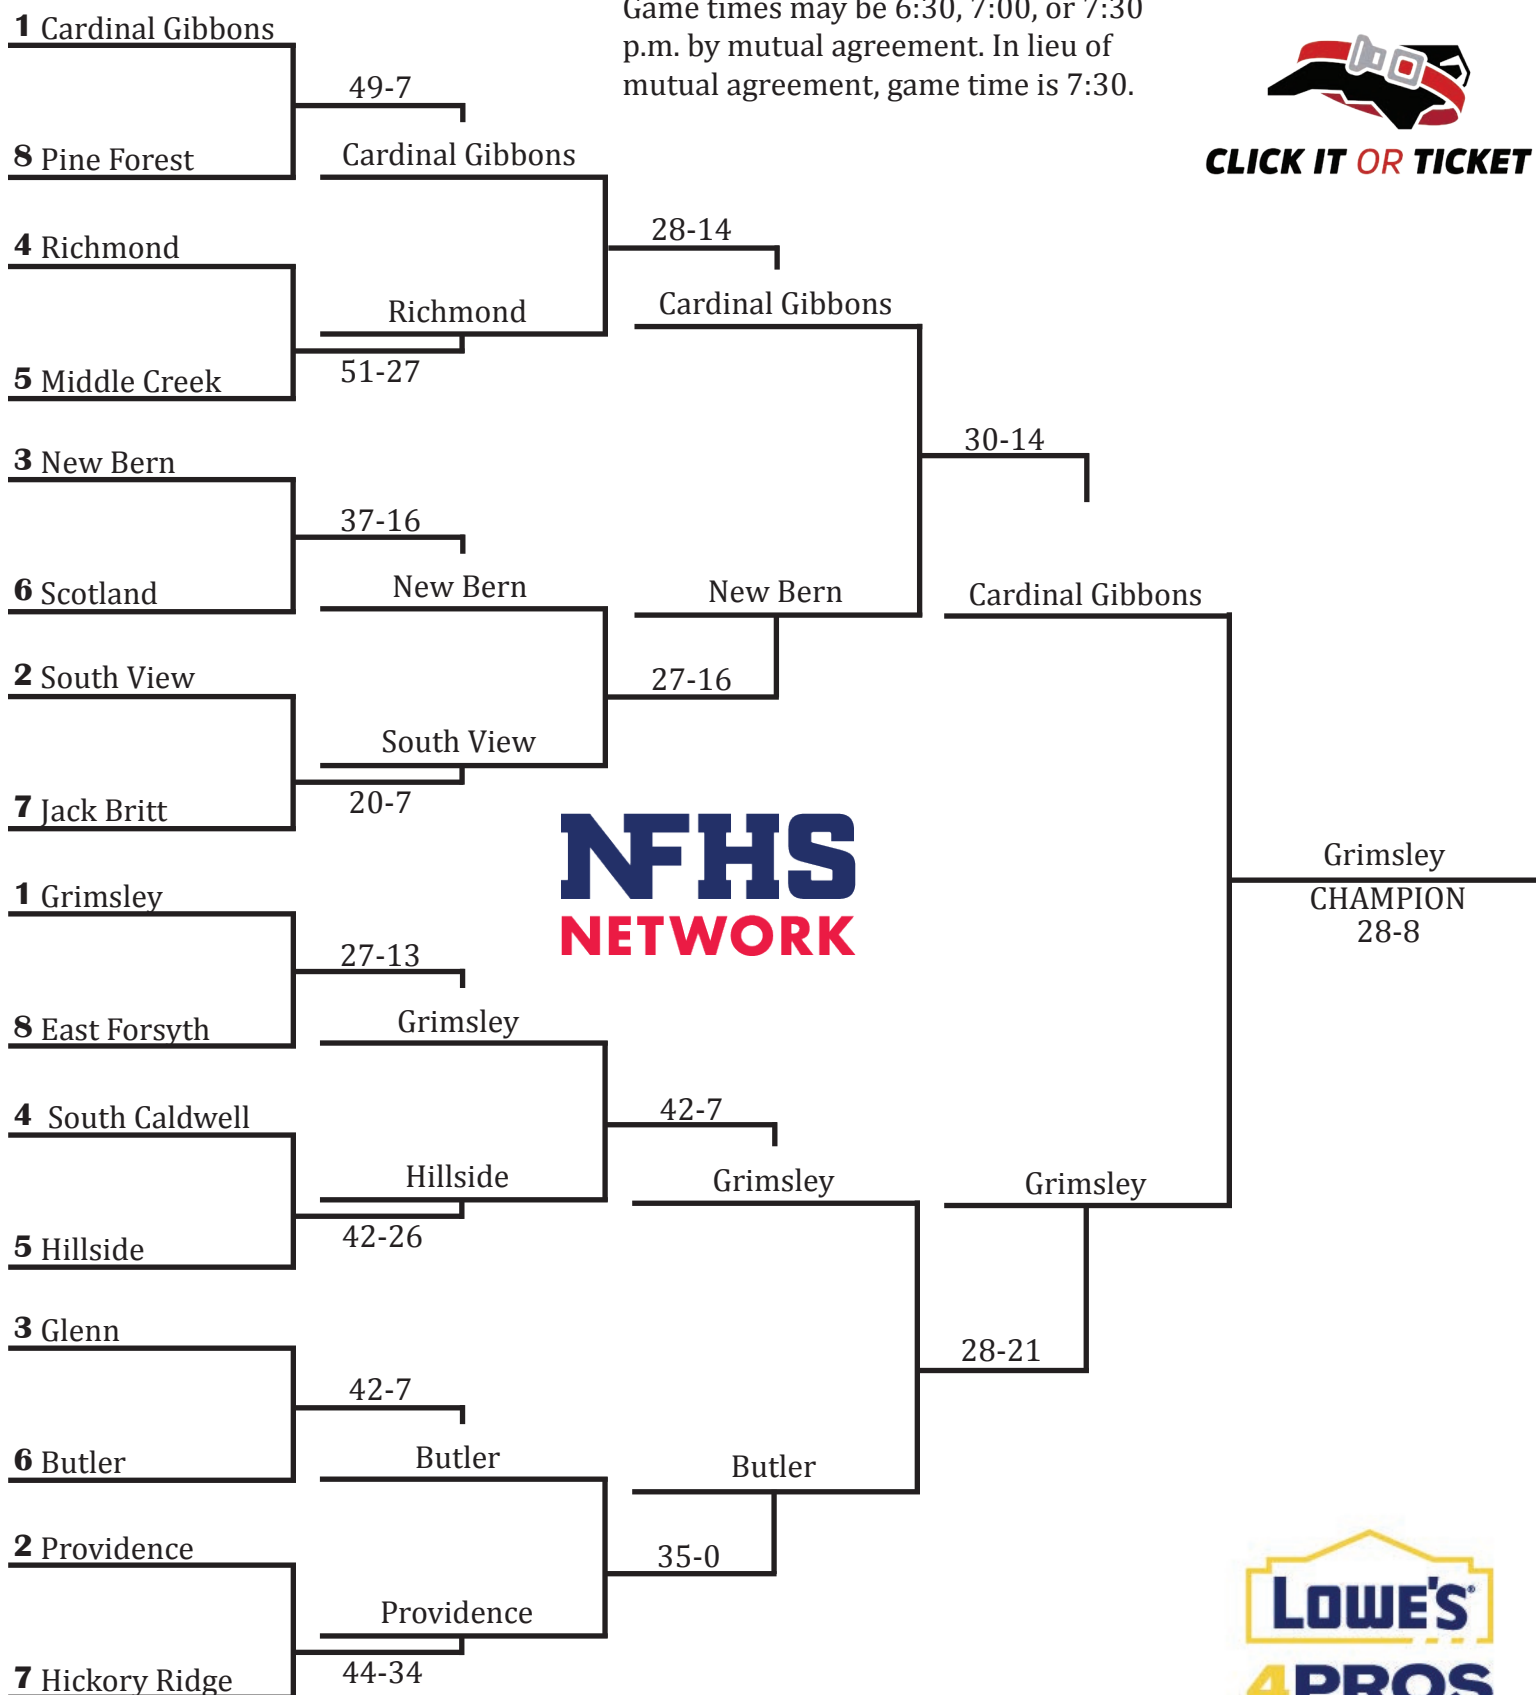 Game times may be 6:30, 7:00, or 7:30
p.m. by mutual agreement. In lieu of
mutual agreement, game time is 7:30.
CLICK IT OR TICKET
1 Cardinal Gibbons
49-7
8 Pine Forest
Cardinal Gibbons
4 Richmond
28-14
Richmond
Cardinal Gibbons
51-27
5 Middle Creek
30-14
3 New Bern
37-16
6 Scotland
New Bern
New Bern
Cardinal Gibbons
2 South View
27-16
South View
7 Jack Britt
20-7
NFHS
NETWORK
Grimsley
CHAMPION
28-8
1 Grimsley
27-13
8 East Forsyth
Grimsley
4 South Caldwell
42-7
Hillside
Grimsley
Grimsley
42-26
5 Hillside
3 Glenn
28-21
42-7
6 Butler
Butler
Butler
2 Providence
35-0
Providence
7 Hickory Ridge
44-34
LOWE'S®
4PROS